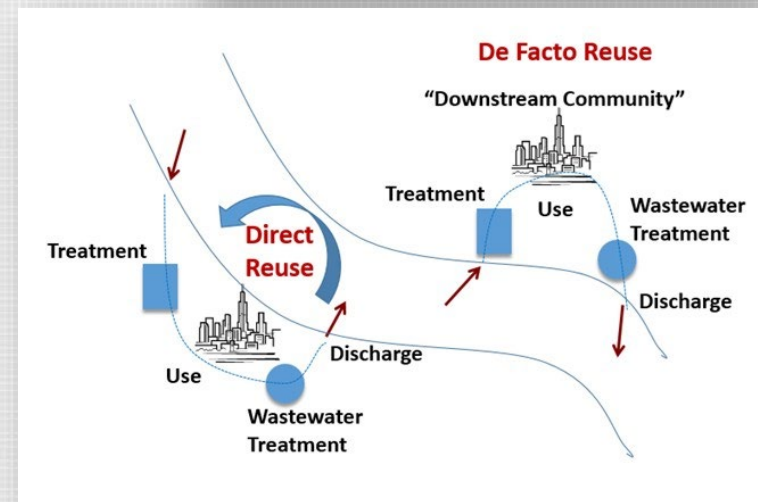 De Facto Reuse
“Downstream Community”
Treatment
Use
Wastewater
Treatment
Discharge
Direct
Reuse
Treatment
Use
Discharge
Wastewater
Treatment